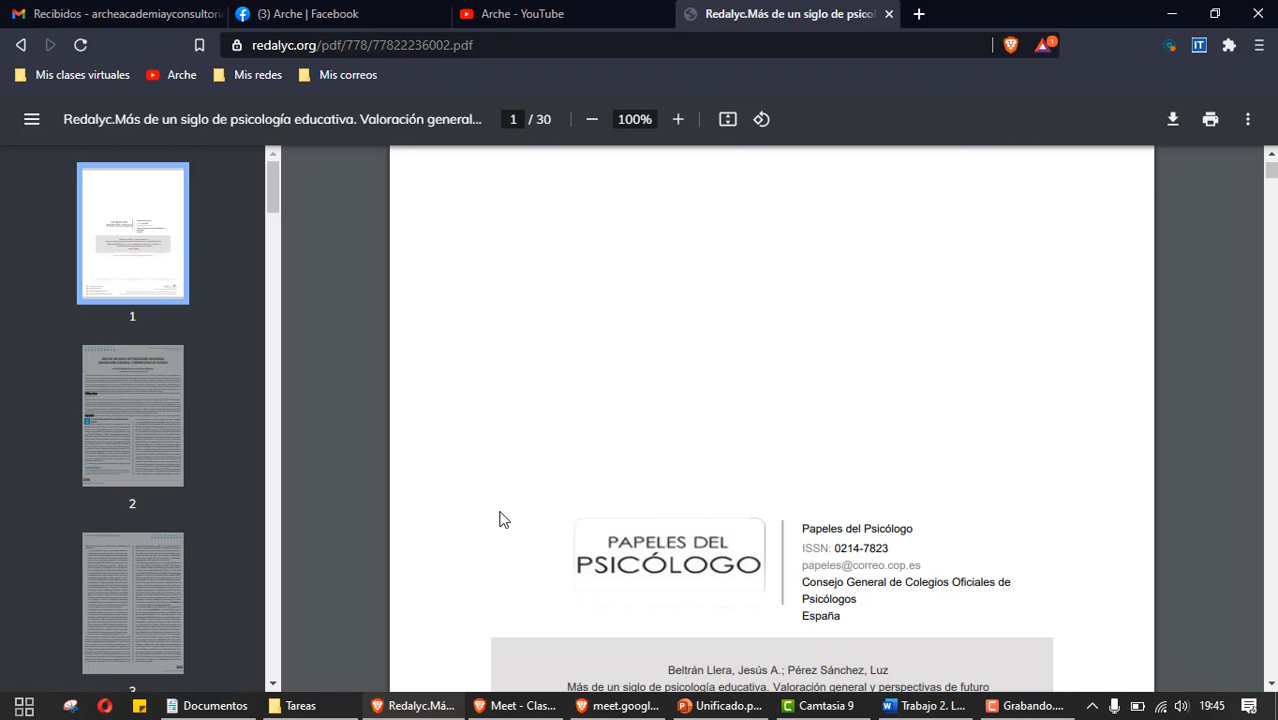 Recibidos - archeacademiayconsultoria
(3) Arche | Facebook
Arche - YouTube
Redalyc.Más de un siglo de psicol
redalyc.org/pdf/778/77822236002.pdf
1
Mis clases virtuales
Arche
Mis redes
Mis correos
Redalyc.Más de un siglo de psicología educativa. Valoración general...
1 / 30
100%
1
2
3
PAPELES DEL
PSICÓLOGO
Papeles del Psicólogo
ISSN: 0214-7823
papeles@correo.cop.es
Consejo General de Colegios Oficiales de
Psicólogos
España
Beltrán Llera, Jesús A.; Pérez Sánchez, Luz
Más de un siglo de psicología educativa. Valoración general y perspectivas de futuro
Documentos
Tareas
Redalyc.Má...
Meet - Clas...
meet.googl...
Unificado.p...
Camtasia 9
Trabajo 2. L...
Grabando....
19:45